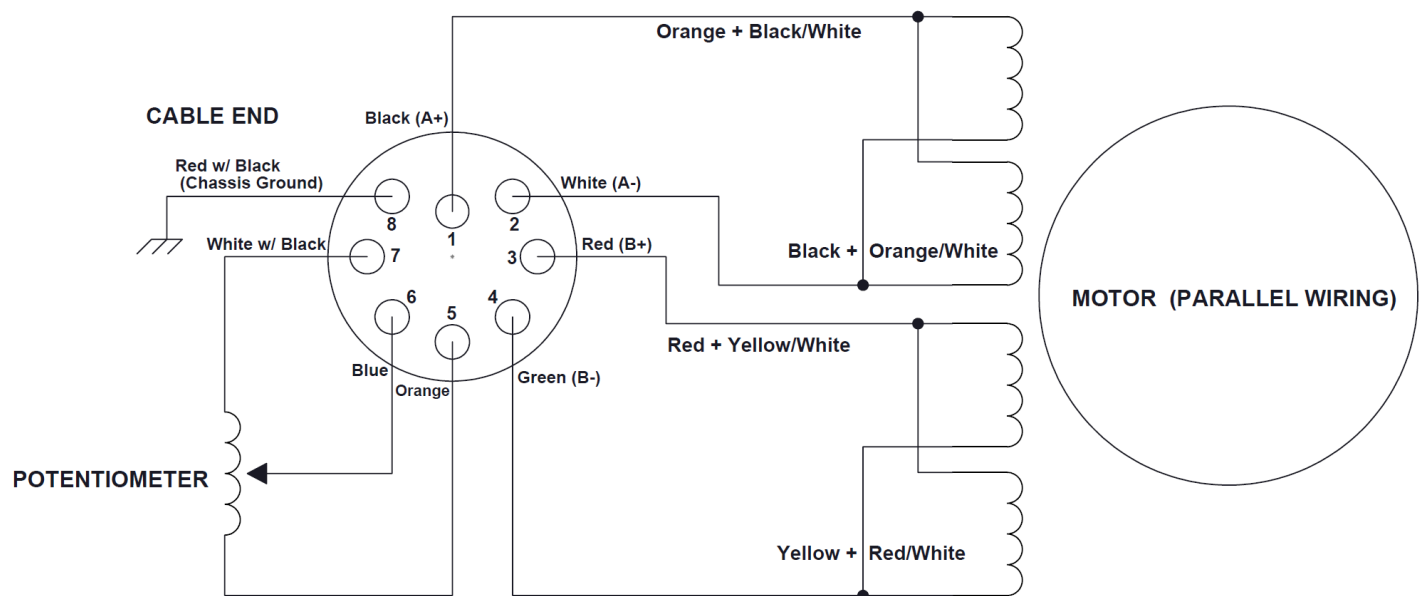 Orange + Black/White
CABLE END
Black (A+)
Red w/ Black
(Chassis Ground)
White (A-)
8
1
2
White w/ Black
7
3
Red (B+)
Black + Orange/White
6
5
4
MOTOR (PARALLEL WIRING)
Red + Yellow/White
Blue
Orange
Green (B-)
POTENTIOMETER
Yellow + Red/White